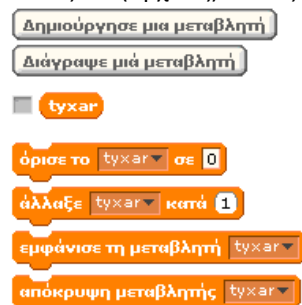 Δημιούργησε μια μεταβλητή
Διάγραψε μιά μεταβλητή
tyxar
όρισε το tyxar σε 0
άλλαξε tyxar κατά 1
εμφάνισε τη μεταβλητή tyxar
απόκρυψη μεταβλητής tyxar